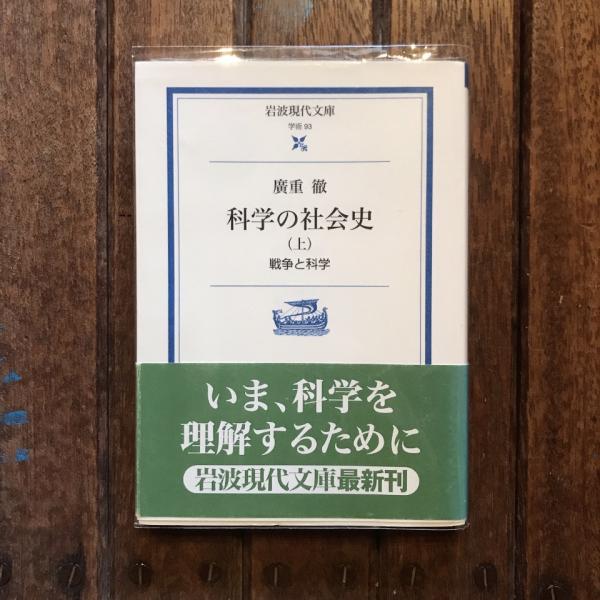 岩波現代文庫
学術 93
廣重 徹
科学の社会史
(上)
戦争と科学
いま、科学を
理解するために
岩波現代文庫最新刊